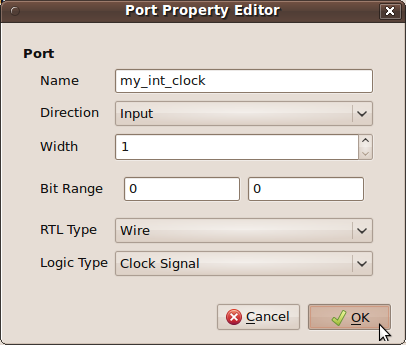 Port Property Editor
Port
Name my_int_clock
Direction Input
Width 1
Bit Range 0 0
RTL Type Wire
Logic Type Clock Signal
Cancel OK